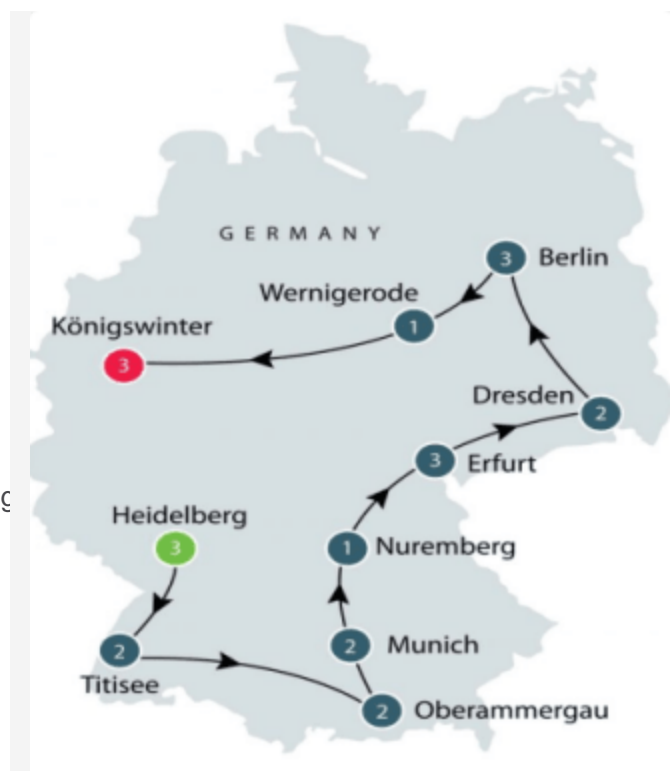 GERMANY
3 Berlin
Wernigerode
1
Königswinter
3
Dresden
2
3 Erfurt
g
Heidelberg
3
1 Nuremberg
2
2 Munich
Titisee
2 Oberammergau